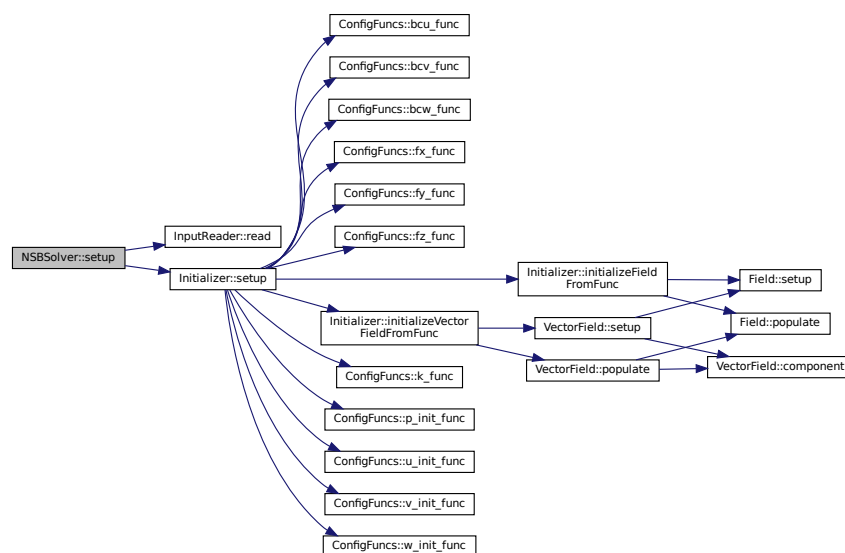 ConfigFuncs::bcu_func
ConfigFuncs::bcv_func
ConfigFuncs::bcw_func
ConfigFuncs::fx_func
ConfigFuncs::fy_func
ConfigFuncs::fz_func
InputReader::read
NSBSolver::setup
Initializer::setup
Initializer::initializeField
FromFunc
Field::setup
Initializer::initializeVector
FieldFromFunc
VectorField::setup
Field::populate
VectorField::populate
VectorField::component
ConfigFuncs::k_func
ConfigFuncs::p_init_func
ConfigFuncs::u_init_func
ConfigFuncs::v_init_func
ConfigFuncs::w_init_func